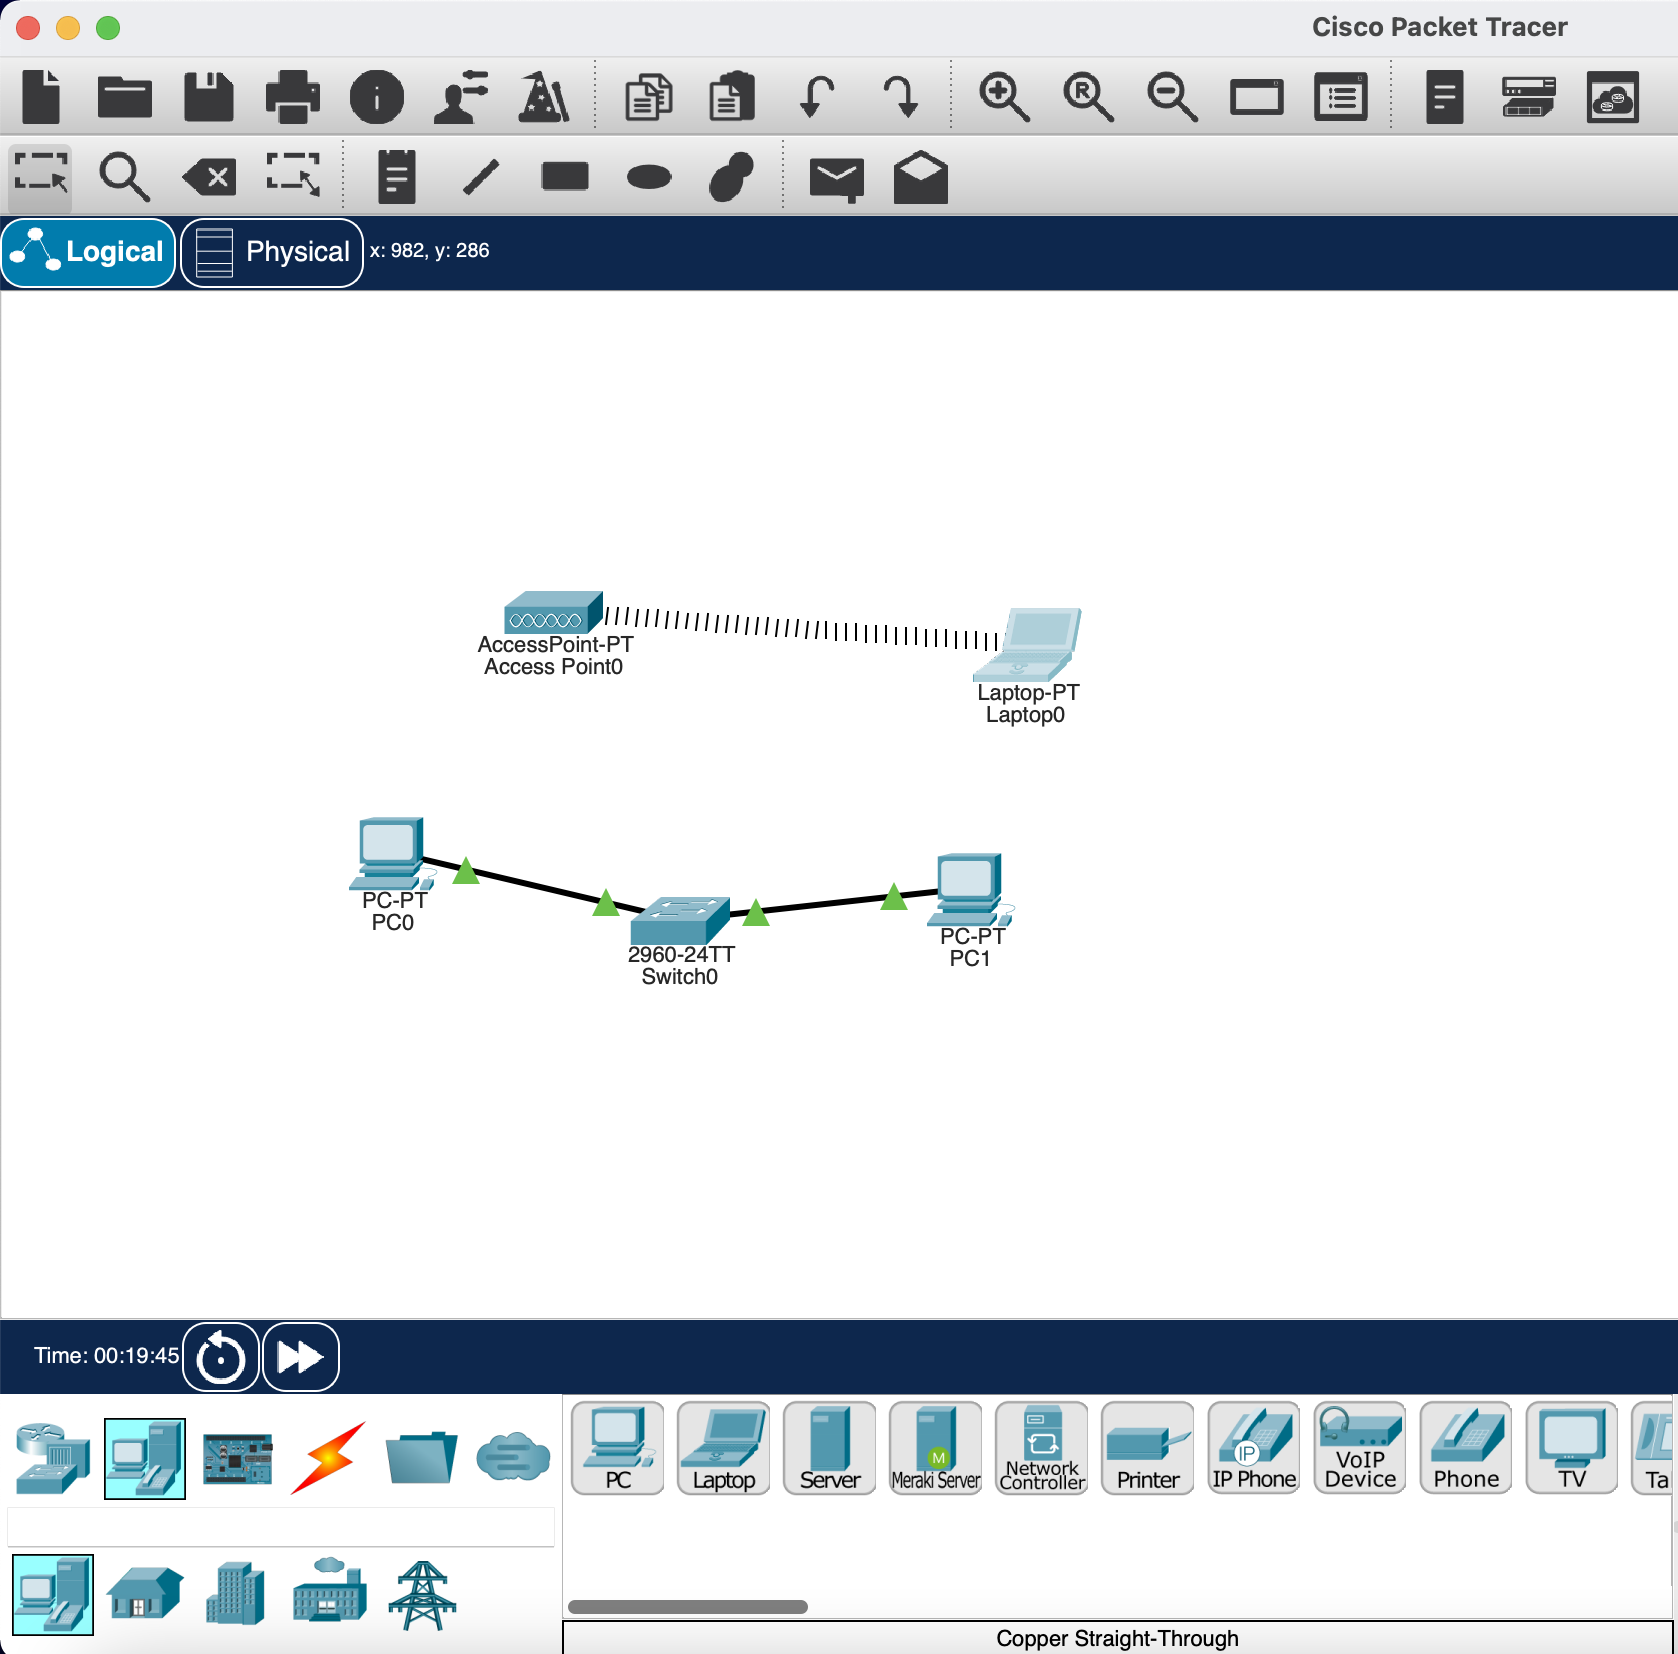 Cisco Packet Tracer
Logical
Physical
x: 982, y: 286
AccessPoint-PT
Access Point0
Laptop-PT
Laptop0
PC-PT
PC0
2960-24TT
Switch0
PC-PT
PC1
Time: 00:19:45
PC
Laptop
Server
M
Meraki Server
Network
Controller
Printer
IP
IP Phone
VoIP
Device
Phone
TV
Ta
Copper Straight-Through